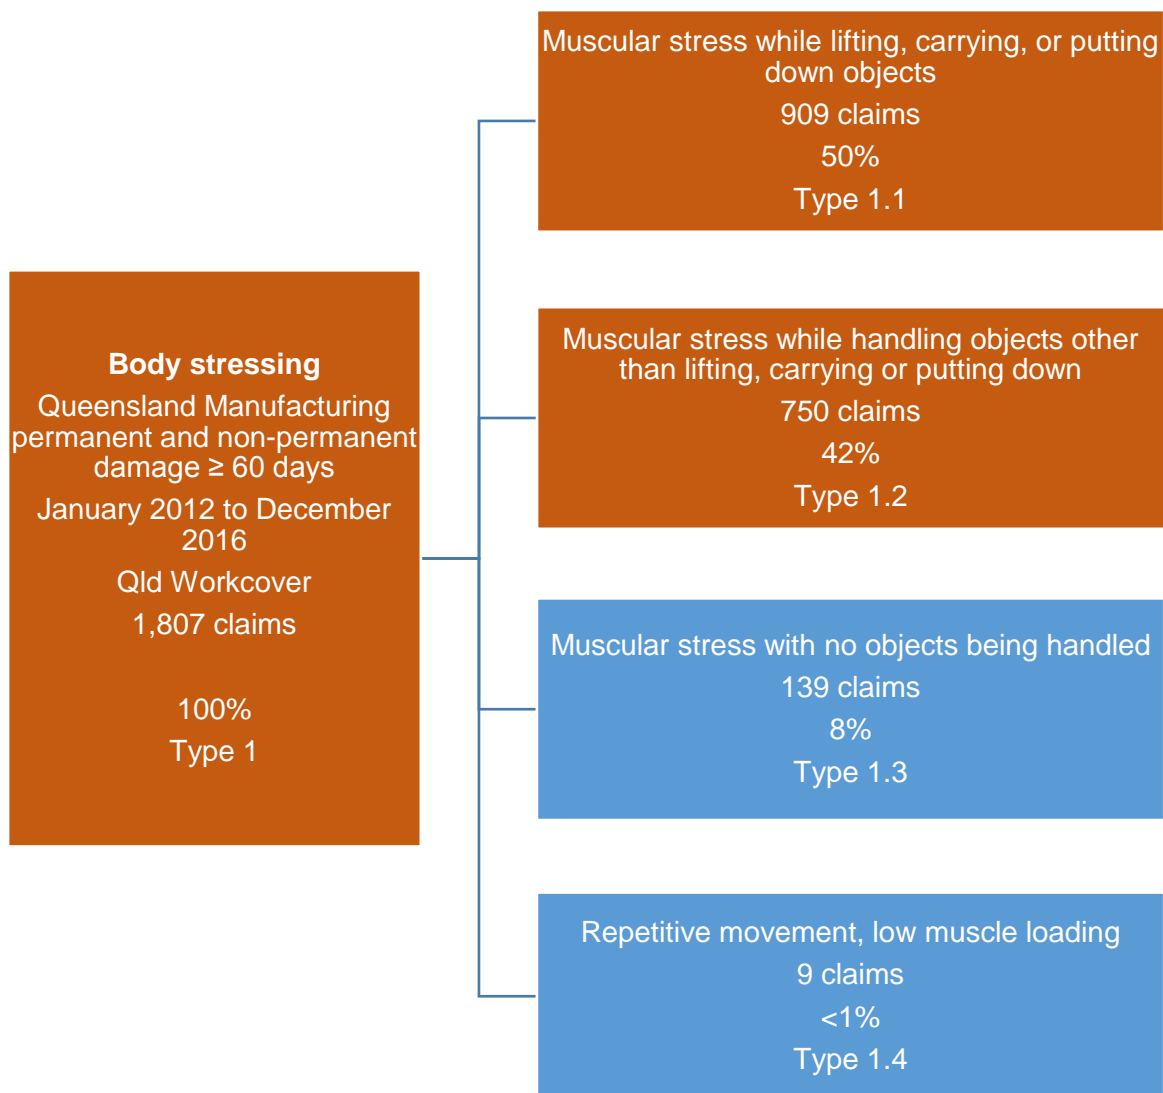 Body stressing
Queensland Manufacturing
permanent and non-permanent
damage ≥ 60 days
January 2012 to December
2016
Qld Workcover
1,807 claims
100%
Type 1
Muscular stress while lifting, carrying, or putting
down objects
909 claims
50%
Type 1.1
Muscular stress while handling objects other
than lifting, carrying or putting down
750 claims
42%
Type 1.2
Muscular stress with no objects being handled
139 claims
8%
Type 1.3
Repetitive movement, low muscle loading
9 claims
<1%
Type 1.4